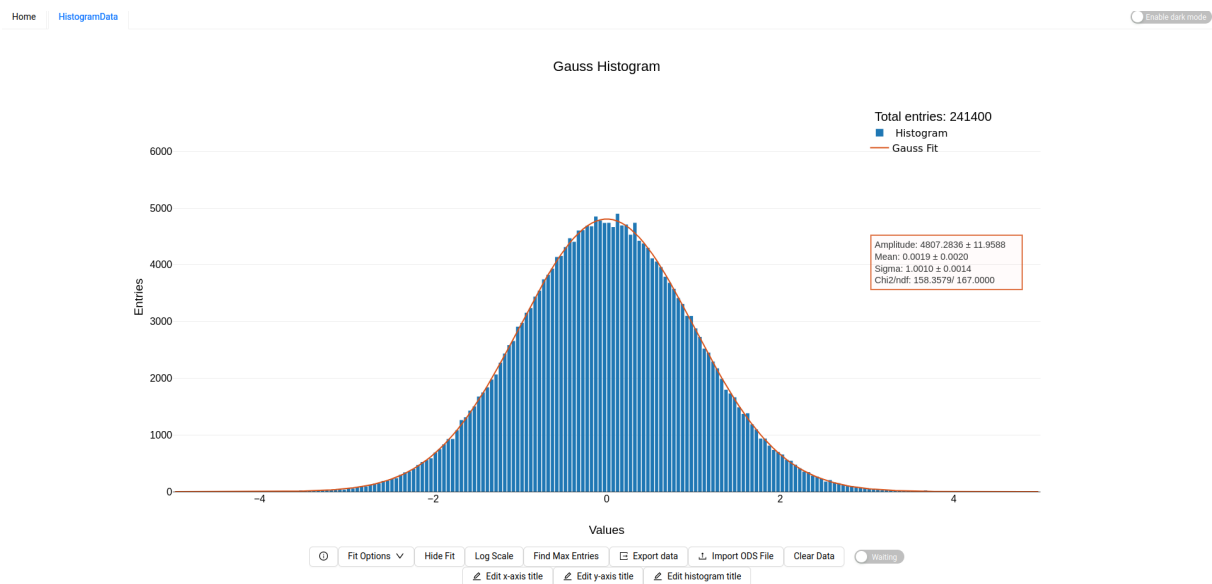 Home HistogramData Enable dark mode
Gauss Histogram
Total entries: 241400
Histogram
Gauss Fit
6000
5000
4000
3000
2000
1000
0
Entries
Amplitude: 4807.2836 ± 11.9588
Mean: 0.0019 ± 0.0020
Sigma: 1.0010 ± 0.0014
Chi2/ndf: 158.3579/ 167.0000
−4 −2 0 2 4
Values
Fit Options Hide Fit Log Scale Find Max Entries Export data Import ODS File Clear Data Waiting
Edit x-axis title Edit y-axis title Edit histogram title